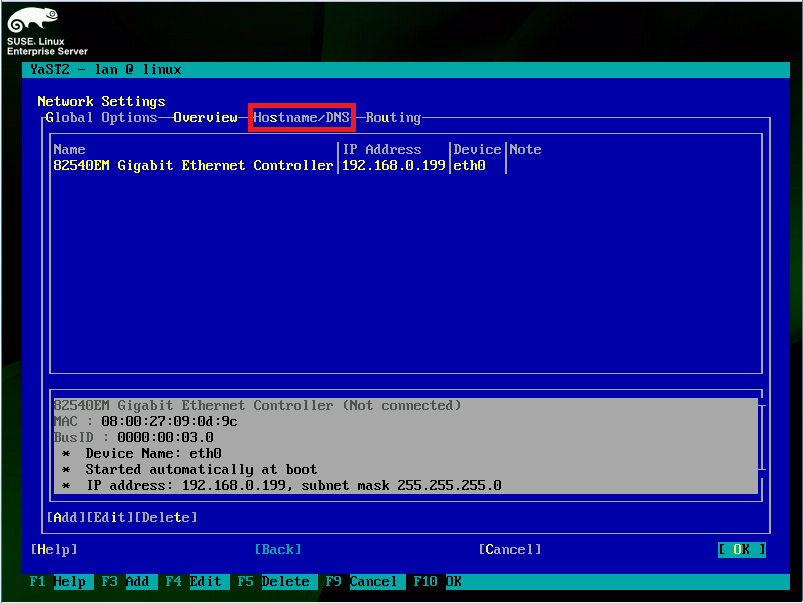 SUSE. Linux
Enterprise Server
YaST2 - lan @ linux
Network Settings
Global Options Overview Hostname/DNS Routing
Name IP Address Device Note
82540EM Gigabit Ethernet Controller 192.168.0.199 eth0
82540EM Gigabit Ethernet Controller (Not connected)
MAC : 08:00:27:09:0d:9c
BusID : 0000:00:03.0
* Device Name: eth0
* Started automatically at boot
* IP address: 192.168.0.199, subnet mask 255.255.255.0
[Add][Edit][Delete]
[Help] [Back] [Cancel] [ OK ]
F1 Help F3 Add F4 Edit F5 Delete F9 Cancel F10 OK